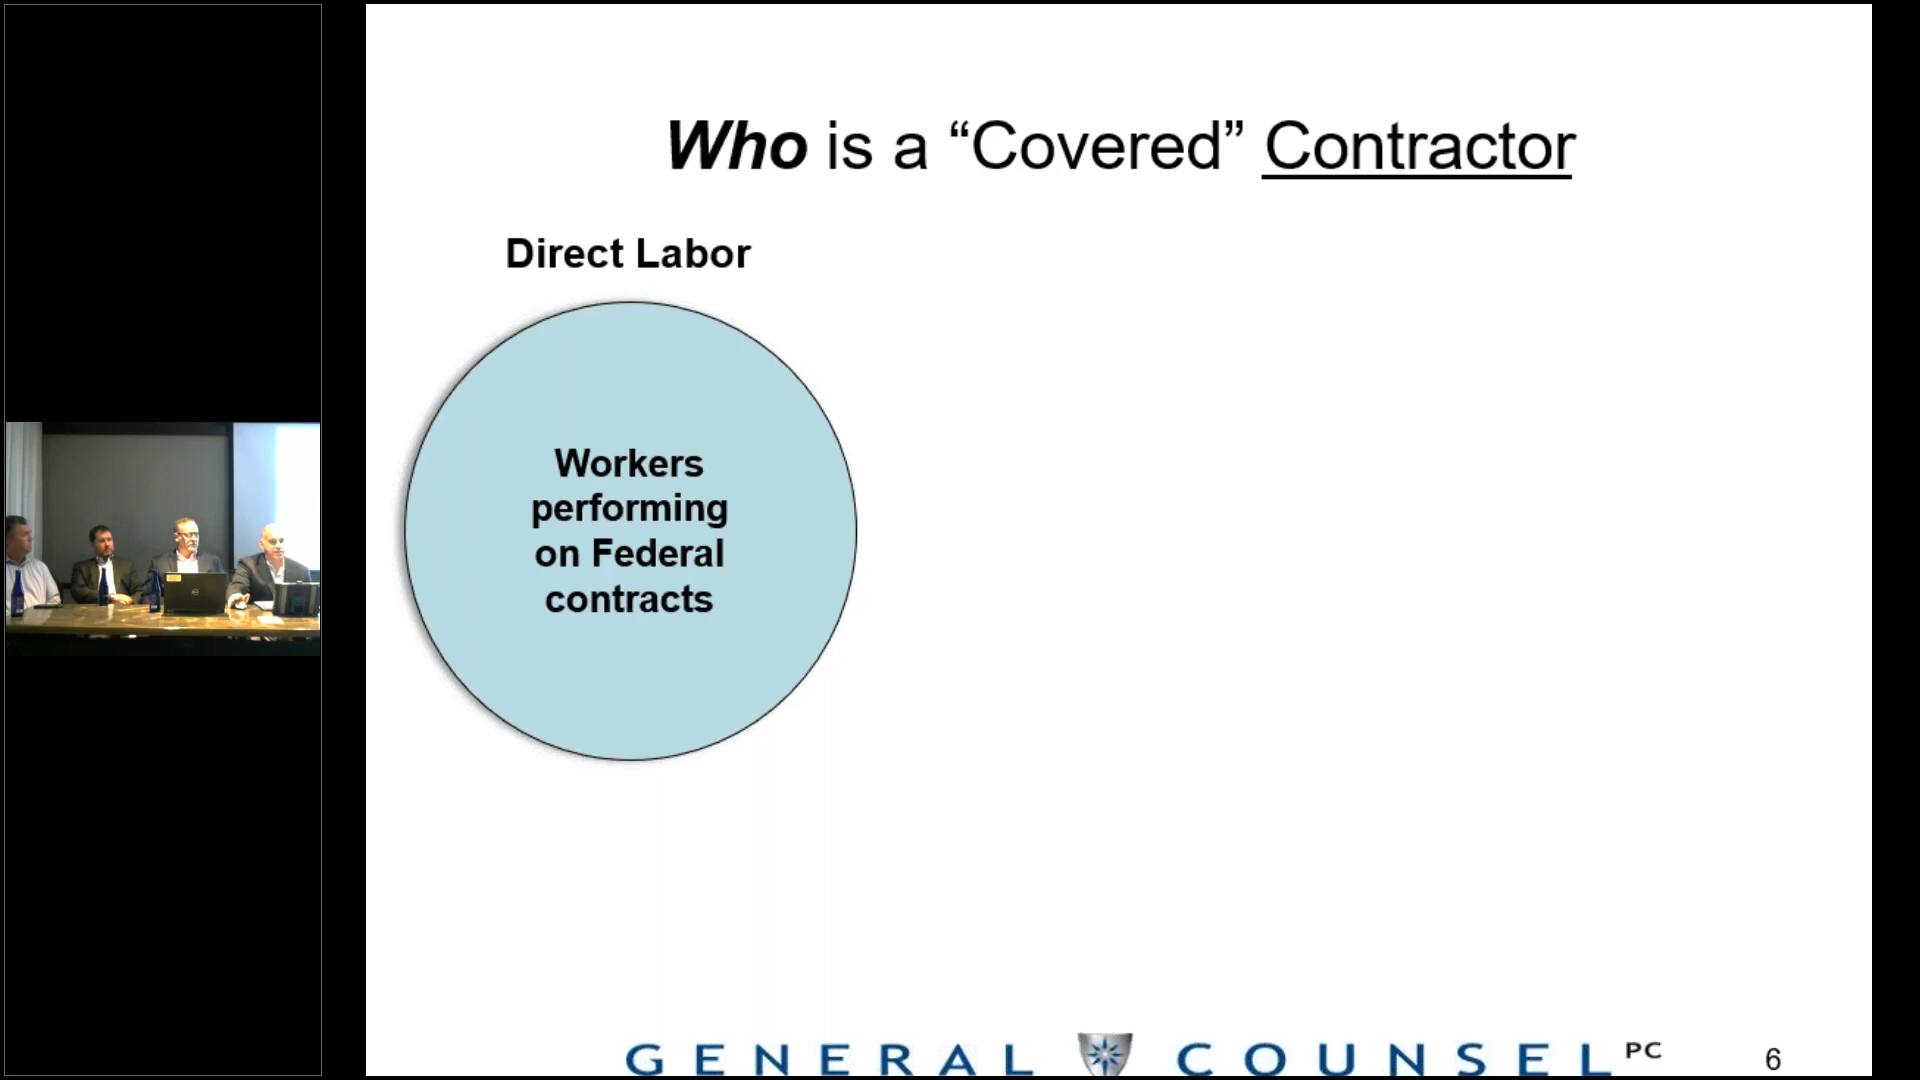 Who is a “Covered” Contractor
Direct Labor
Workers
performing
on Federal
contracts
GENERAL COUNSEL PC
6